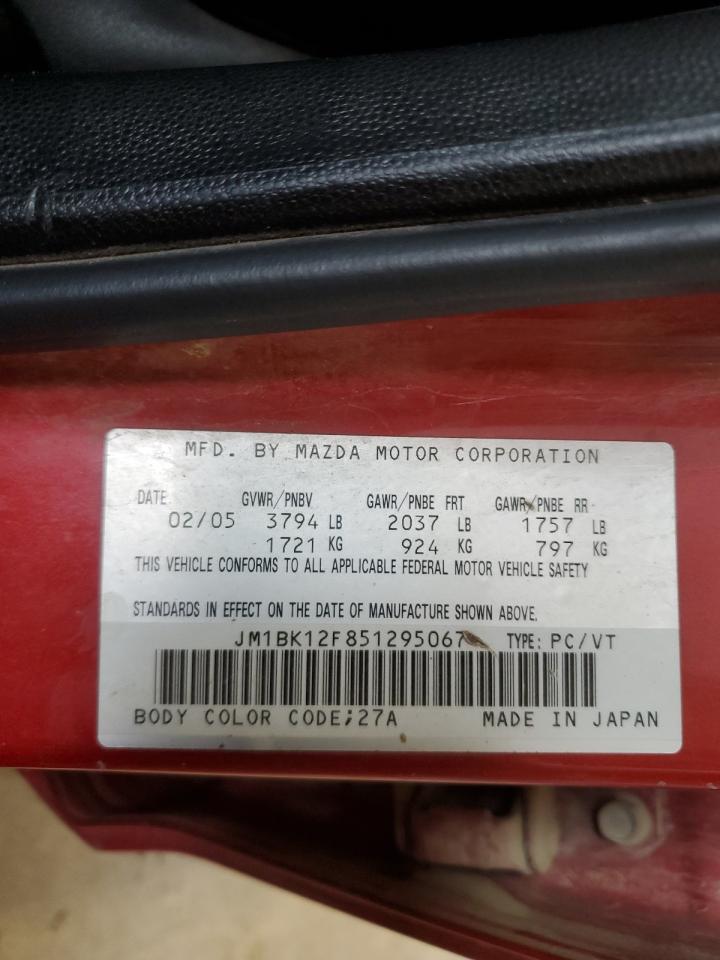 MFD. BY MAZDA MOTOR CORPORATION
DATE GVWR/PNBV GAWR/PNBE FRT GAWR/PNBE RR
02/05 3794 LB 2037 LB 1757 LB
1721 KG 924 KG 797 KG
THIS VEHICLE CONFORMS TO ALL APPLICABLE FEDERAL MOTOR VEHICLE SAFETY
STANDARDS IN EFFECT ON THE DATE OF MANUFACTURE SHOWN ABOVE.
JM1BK12F851295067 TYPE: PC/VT
BODY COLOR CODE;27A MADE IN JAPAN